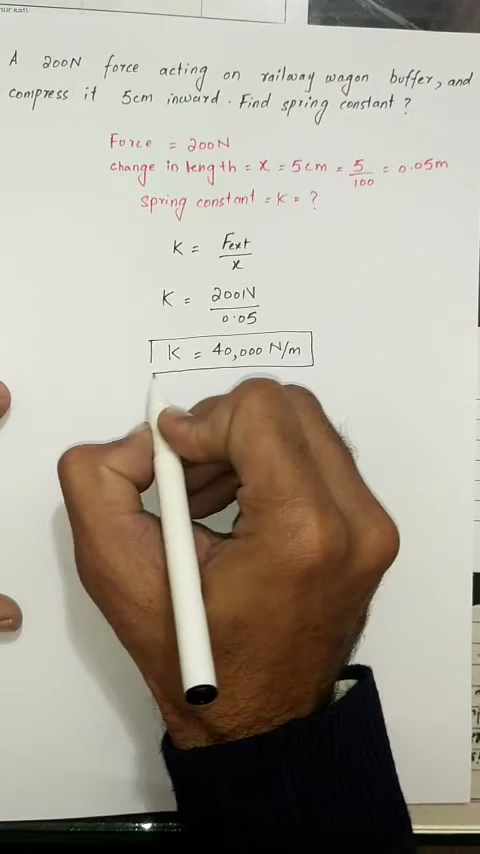 A 200N force acting on railway wagon buffer, and
compress it 5cm inward. Find spring constant?
Force = 200N
change in length = x = 5cm = 5/100 = 0.05m
spring constant = K = ?
K = Fext/x
K = 200N/0.05
K = 40,000 N/m